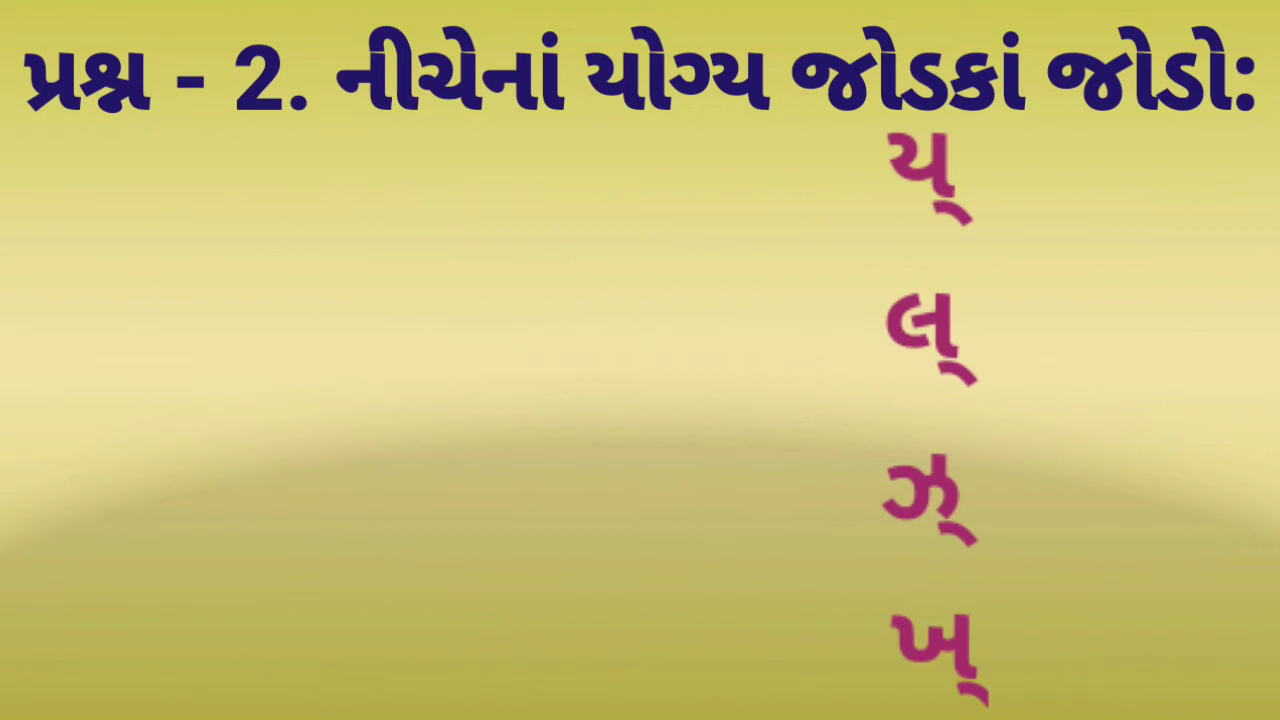 પ્રશ્ન - 2. નીચેનાં યોગ્ય જોડકાં જોડો:
ય્
લ્
ઝ્
ખ્